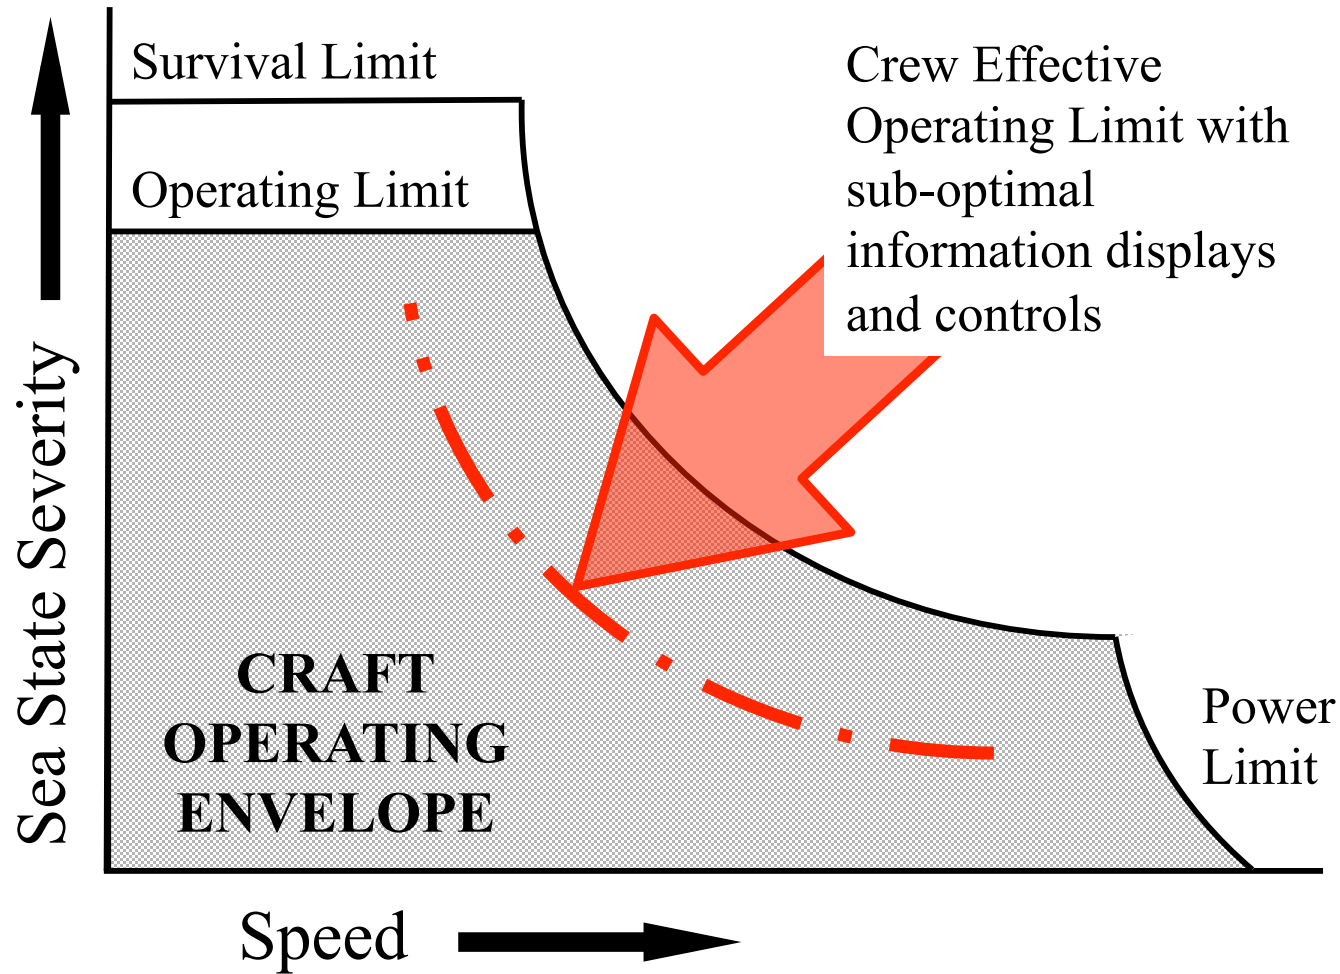 Survival Limit
Operating Limit
Crew Effective
Operating Limit with
sub-optimal
information displays
and controls
Sea State Severity
CRAFT
OPERATING
ENVELOPE
Power
Limit
Speed